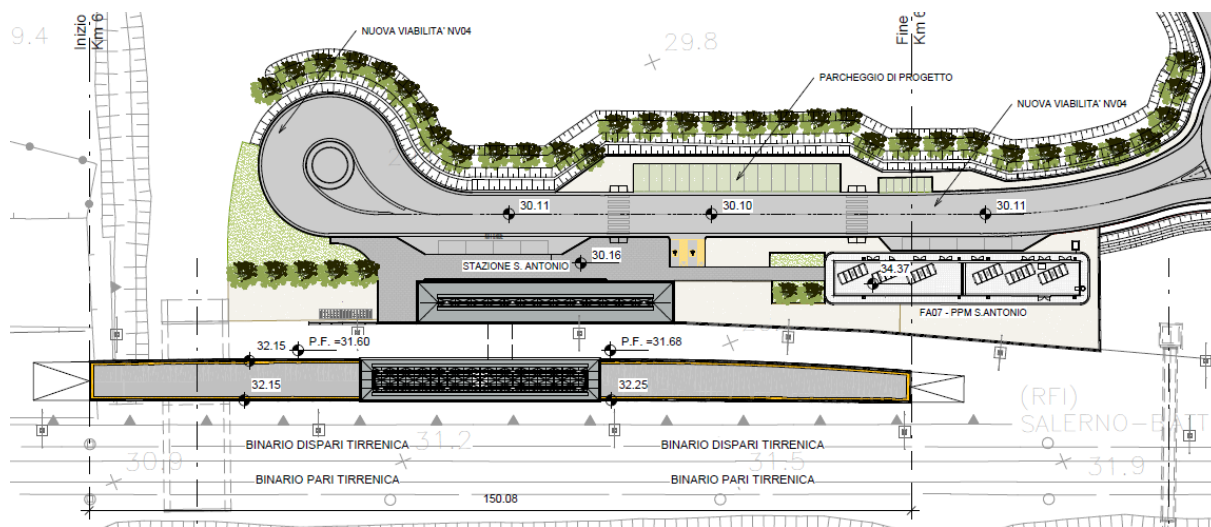 9.4
Inizio
Km 6
NUOVA VIABILITA' NV04
29.8
PARCHEGGIO DI PROGETTO
Fine
Km 6
NUOVA VIABILITA' NV04
30.11
30.10
30.11
STAZIONE S. ANTONIO
30.16
34.37
FA07 - PPM S.ANTONIO
32.15
P.F. =31.60
P.F. =31.68
32.15
32.25
(RFI)
SALERNO-BATT
BINARIO DISPARI TIRRENICA
31.2
BINARIO DISPARI TIRRENICA
30.9
31.5
31.9
BINARIO PARI TIRRENICA
BINARIO PARI TIRRENICA
150.08